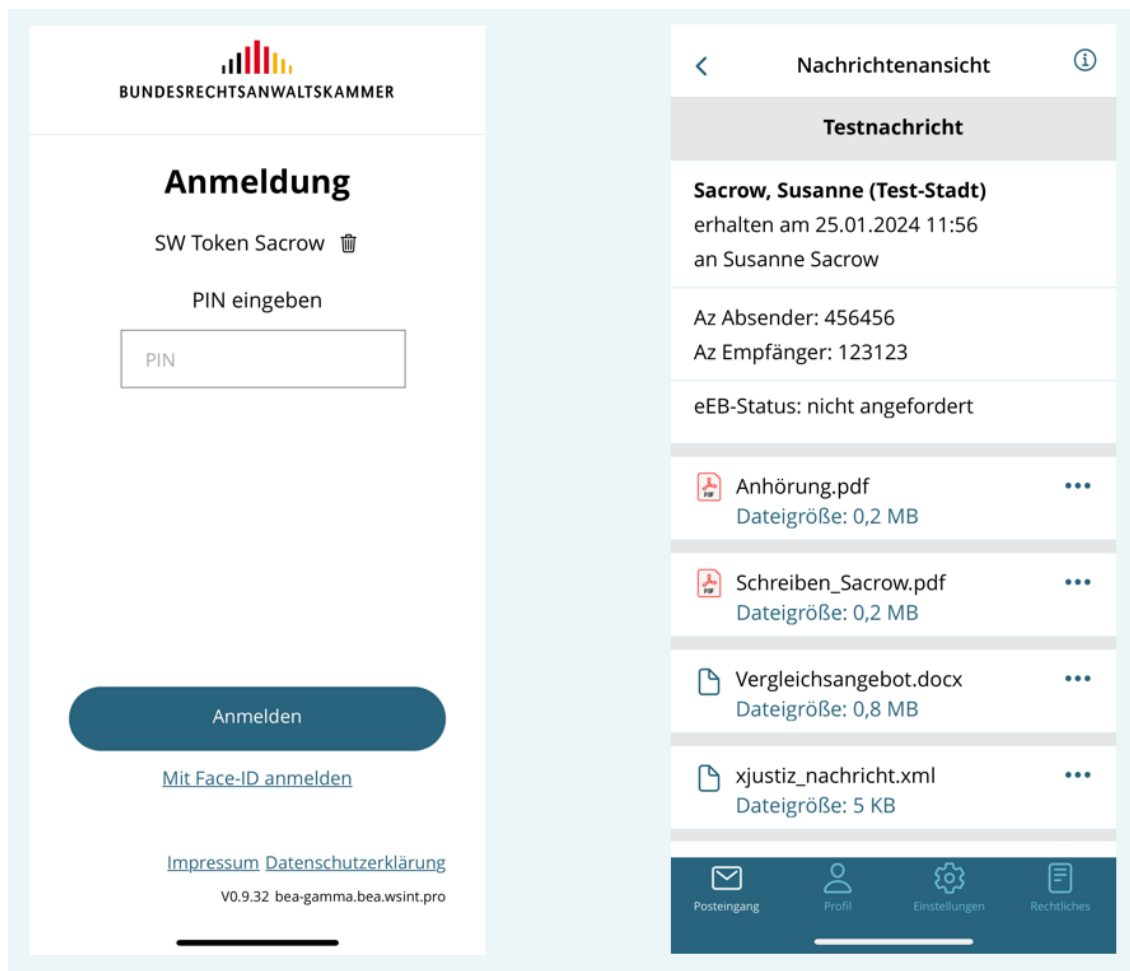 BUNDESRECHTSANWALTSKAMMER
Anmeldung
SW Token Sacrow
PIN eingeben
PIN
Anmelden
Mit Face-ID anmelden
Impressum Datenschutzerklärung
V0.9.32 bea-gamma.bea.wsint.pro
Nachrichtenansicht
Testnachricht
Sacrow, Susanne (Test-Stadt)
erhalten am 25.01.2024 11:56
an Susanne Sacrow
Az Absender: 456456
Az Empfänger: 123123
eEB-Status: nicht angefordert
PDF
Anhörung.pdf
Dateigröße: 0,2 MB
PDF
Schreiben_Sacrow.pdf
Dateigröße: 0,2 MB
Vergleichsangebot.docx
Dateigröße: 0,8 MB
xjustiz_nachricht.xml
Dateigröße: 5 KB
Posteingang Profil Einstellungen Rechtliches